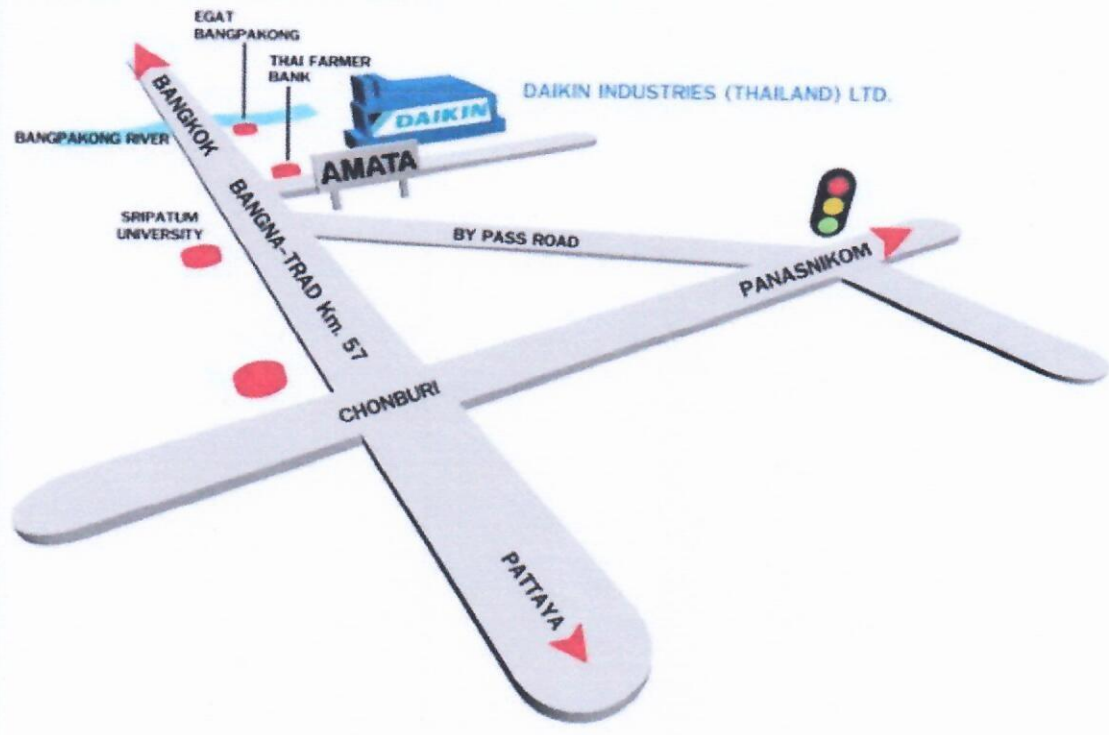 EGAT
BANGPAKONG
THAI FARMER
BANK
DAIKIN INDUSTRIES (THAILAND) LTD.
DAIKIN
BANGKOK
BANGPAKONG RIVER
AMATA
SRIPATUM
UNIVERSITY
BANGNA-TRAD Km. 57
BY PASS ROAD
PANASNIKOM
CHONBURI
PATTAYA